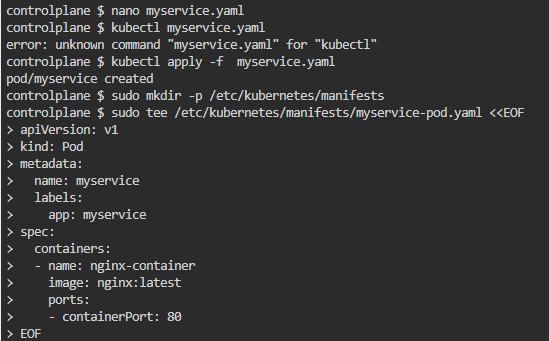 controlplane $ nano myservice.yaml
controlplane $ kubectl myservice.yaml
error: unknown command "myservice.yaml" for "kubectl"
controlplane $ kubectl apply -f  myservice.yaml
pod/myservice created
controlplane $ sudo mkdir -p /etc/kubernetes/manifests
controlplane $ sudo tee /etc/kubernetes/manifests/myservice-pod.yaml <<EOF
> apiVersion: v1
> kind: Pod
> metadata:
>   name: myservice
>   labels:
>     app: myservice
> spec:
>   containers:
>   - name: nginx-container
>     image: nginx:latest
>     ports:
>     - containerPort: 80
> EOF